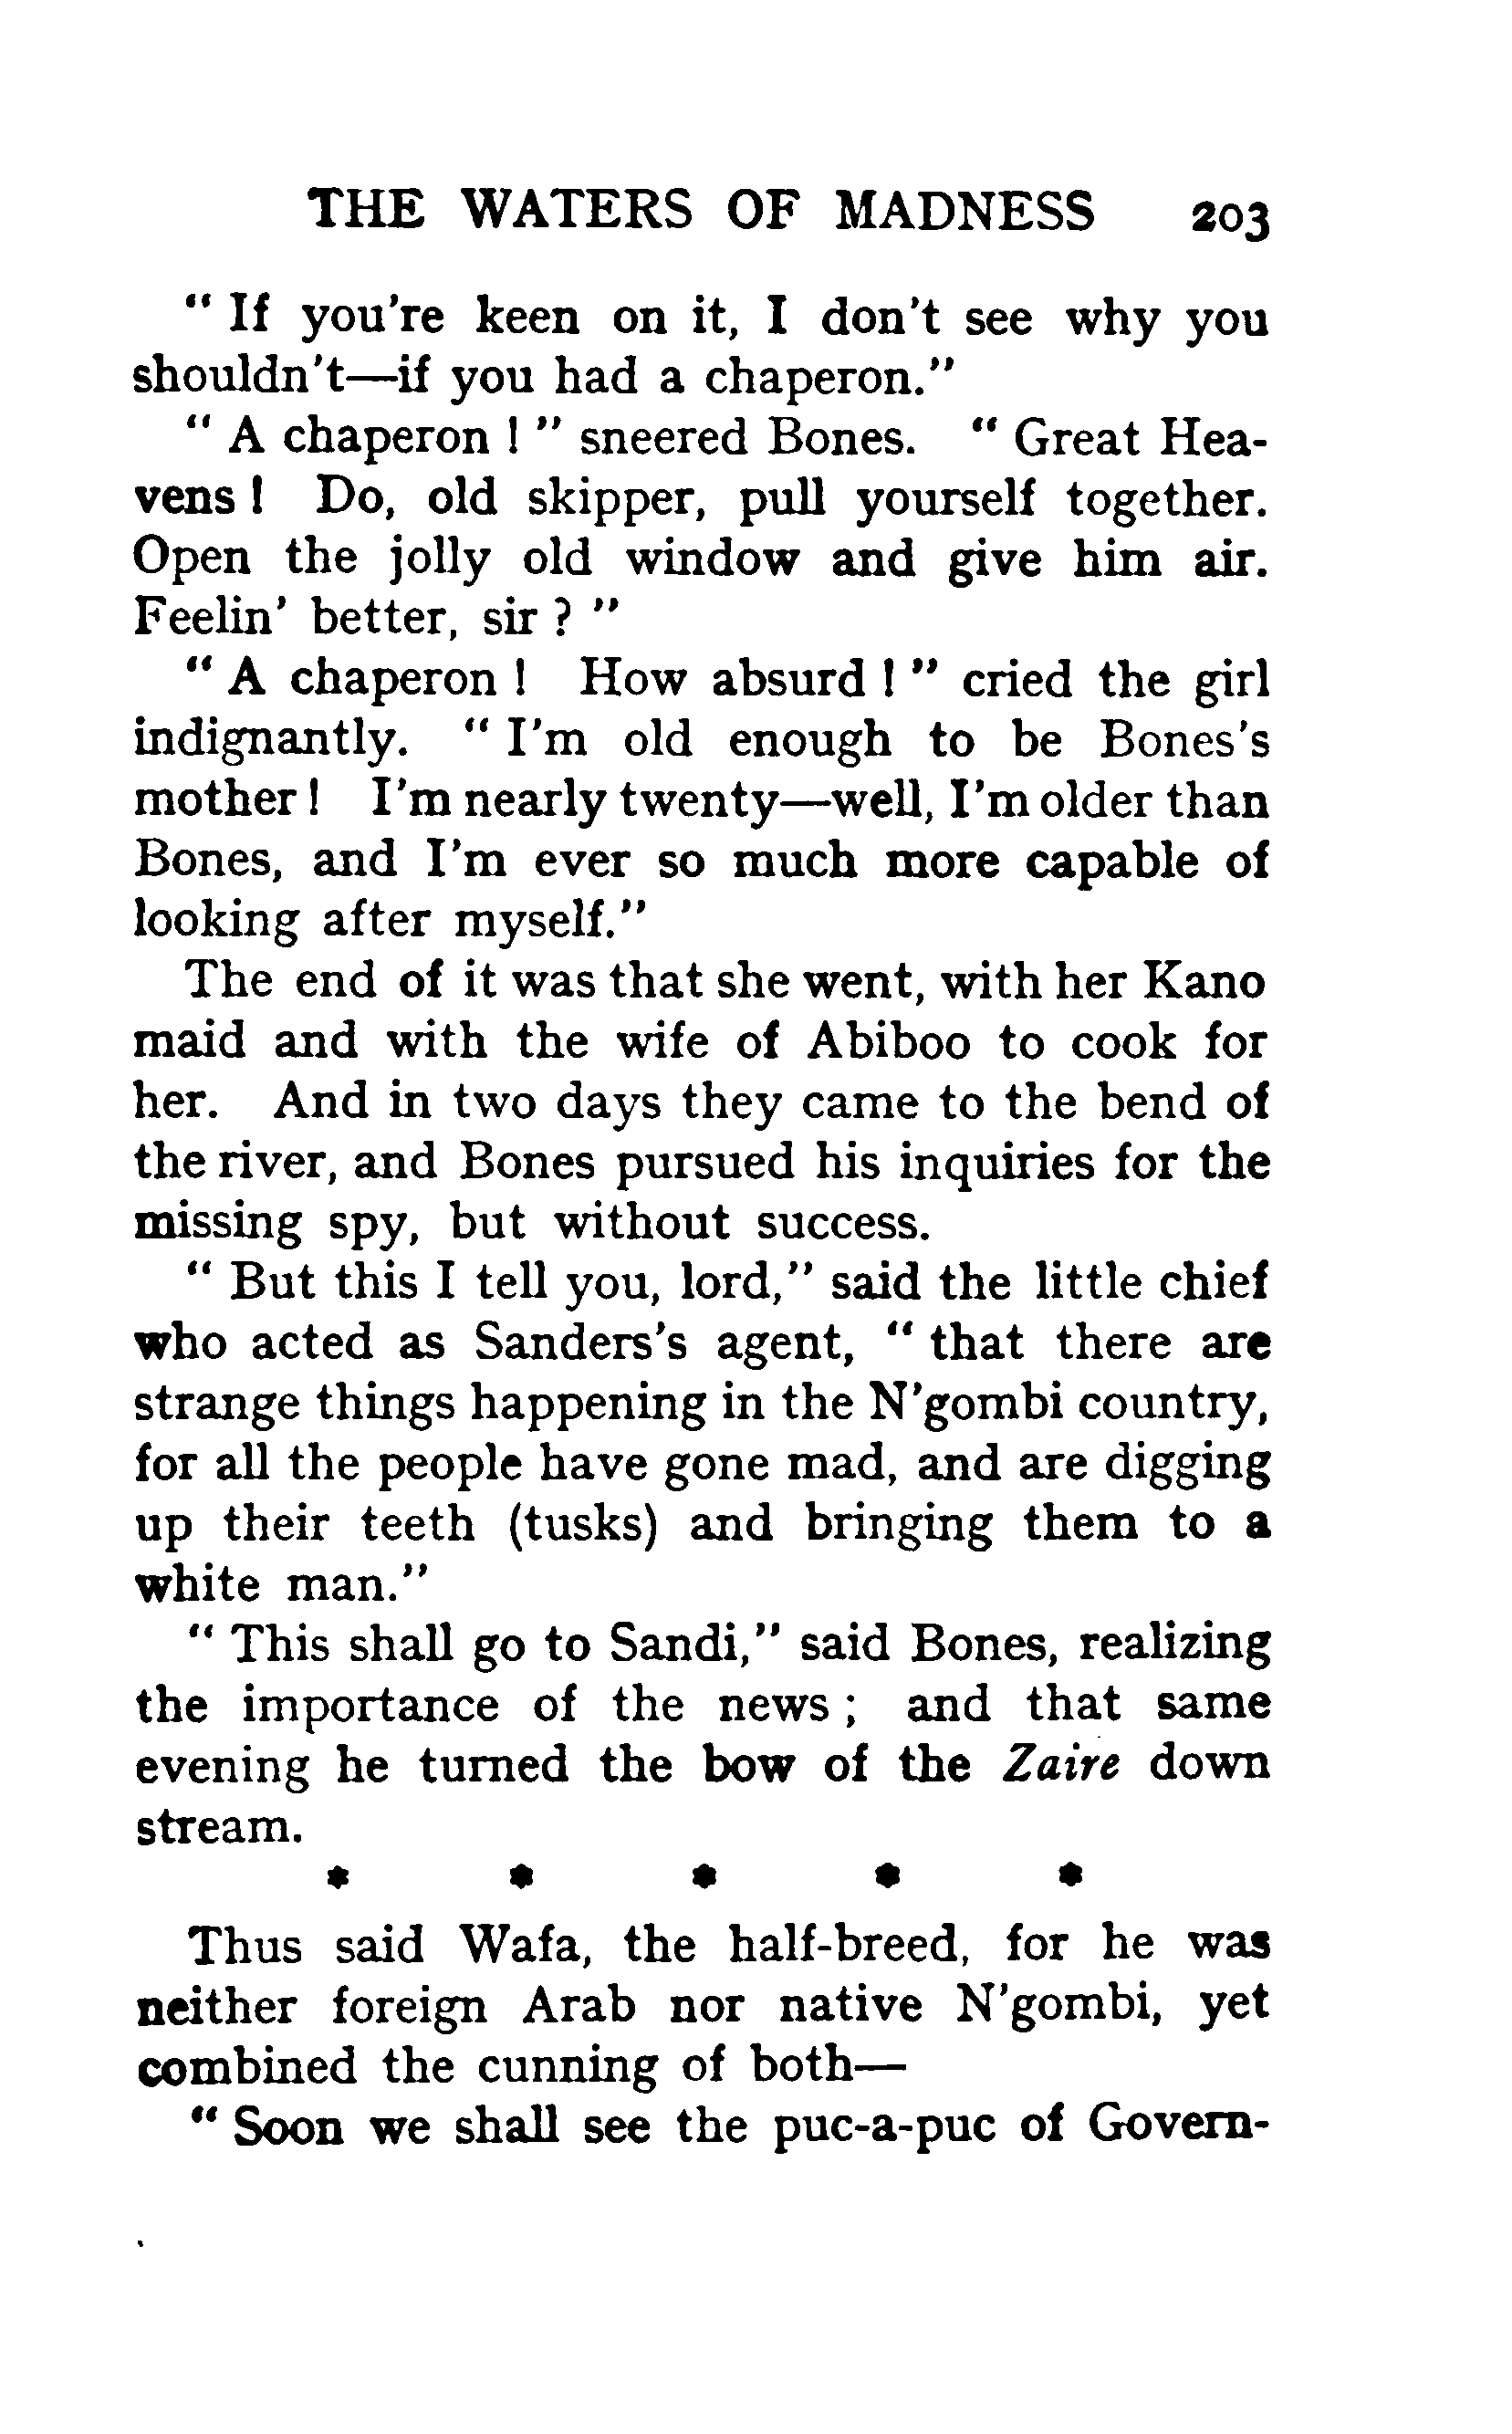 THE WATERS OF MADNESS 203
" If you're keen on it, I don't see why you
shouldn't—if you had a chaperon."
" A chaperon ! " sneered Bones. " Great Hea-
vens ! Do, old skipper, pull yourself together.
Open the jolly old window and give him air.
Feelin' better, sir ? "
" A chaperon ! How absurd ! " cried the girl
indignantly. " I'm old enough to be Bones's
mother ! I'm nearly twenty—well, I'm older than
Bones, and I'm ever so much more capable of
looking after myself."
The end of it was that she went, with her Kano
maid and with the wife of Abiboo to cook for
her. And in two days they came to the bend of
the river, and Bones pursued his inquiries for the
missing spy, but without success.
" But this I tell you, lord," said the little chief
who acted as Sanders's agent, " that there are
strange things happening in the N'gombi country,
for all the people have gone mad, and are digging
up their teeth (tusks) and bringing them to a
white man."
" This shall go to Sandi," said Bones, realizing
the importance of the news ; and that same
evening he turned the bow of the Zaire down
stream.
* * * * *
Thus said Wafa, the half-breed, for he was
neither foreign Arab nor native N'gombi, yet
combined the cunning of both—
" Soon we shall see the puc-a-puc of Govern-